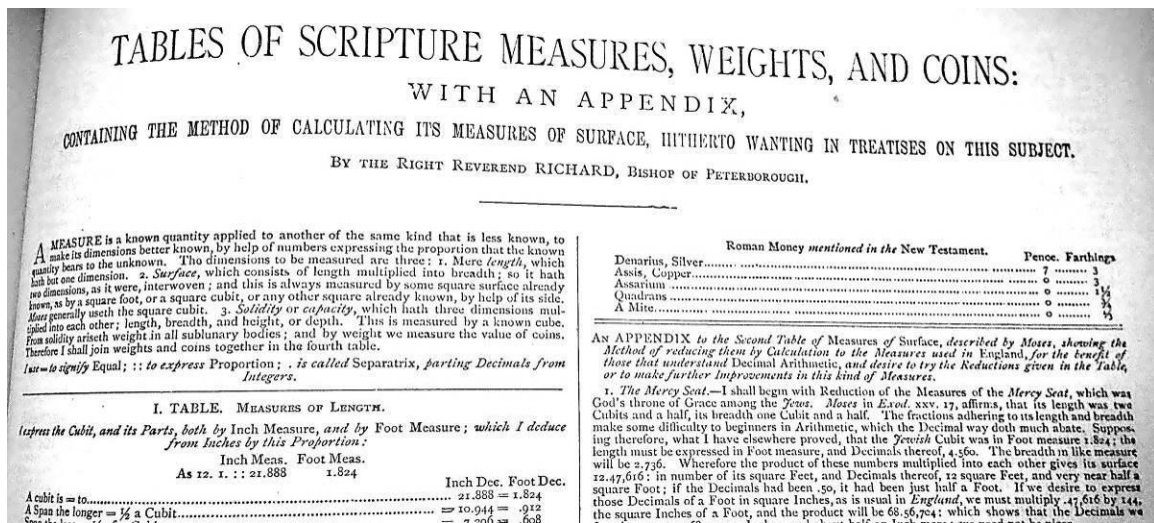 TABLES OF SCRIPTURE MEASURES, WEIGHTS, AND COINS:
WITH AN APPENDIX,
CONTAINING THE METHOD OF CALCULATING ITS MEASURES OF SURFACE, HITHERTO WANTING IN TREATISES ON THIS SUBJECT.
BY THE RIGHT REVEREND RICHARD, BISHOP OF PETERBOROUGH.
A MEASURE is a known quantity applied to another of the same kind that is less known, to
make its dimensions better known, by help of numbers expressing the proportion that the known
quantity bears to the unknown. Tho dimensions to be measured are three: 1. Mere length, which
hath but one dimension. 2. Surface, which consists of length multiplied into breadth; so it hath
two dimensions, as it were, interwoven; and this is always measured by some square surface already
known, as by a square foot, or a square cubit, or any other square already known, by help of its side.
Moses generally useth the square cubit. 3. Solidity or capacity, which hath three dimensions mul-
tiplied into each other; length, breadth, and height, or depth. This is measured by a known cube.
From solidity ariseth weight in all sublunary bodies; and by weight we measure the value of coins.
Therefore I shall join weights and coins together in the fourth table.
I use = to signify Equal; :: to express Proportion; . is called Separatrix, parting Decimals from
Integers.
I. TABLE. MEASURES OF LENGTH.
I express the Cubit, and its Parts, both by Inch Measure, and by Foot Measure; which I deduce
from Inches by this Proportion:
Inch Meas. Foot Meas.
As 12. 1. :: 21.888 1.824
Inch Dec. Foot Dec.
A cubit is = to 21.888 = 1.824
A Span the longer = ½ a Cubit = 10.944 = .912
= 7.296 = .608
Roman Money mentioned in the New Testament.
Pence. Farthings
Denarius, Silver 7 3
Assis, Copper 0 3
Assarium 0 1½
Quadrans 0 ¾
A Mite 0
AN APPENDIX to the Second Table of Measures of Surface, described by Moses, showing the
Method of reducing them by Calculation to the Measures used in England, for the benefit of
those that understand Decimal Arithmetic, and desire to try the Reductions given in the Table,
or to make further Improvements in this kind of Measures.
1. The Mercy Seat.—I shall begin with Reduction of the Measures of the Mercy Seat, which was
God's throne of Grace among the Jews. Moses in Exod. xxv. 17, affirms, that its length was two
Cubits and a half, its breadth one Cubit and a half. The fractions adhering to its length and breadth
make some difficulty to beginners in Arithmetic, which the Decimal way doth much abate. Suppos-
ing therefore, what I have elsewhere proved, that the Jewish Cubit was in Foot measure 1.824; the
length must be expressed in Foot measure, and Decimals thereof, 4.560. The breadth in like measure
will be 2.736. Wherefore the product of these numbers multiplied into each other gives its surface
12.47,616: in number of its square Feet, and Decimals thereof, 12 square Feet, and very near half a
square Foot; if the Decimals had been .50, it had been just half a Foot. If we desire to express
those Decimals of a Foot in square Inches, as is usual in England, we must multiply .47,616 by 144,
the square Inches of a Foot, and the product will be 68.56,704: which shows that the Decimals we